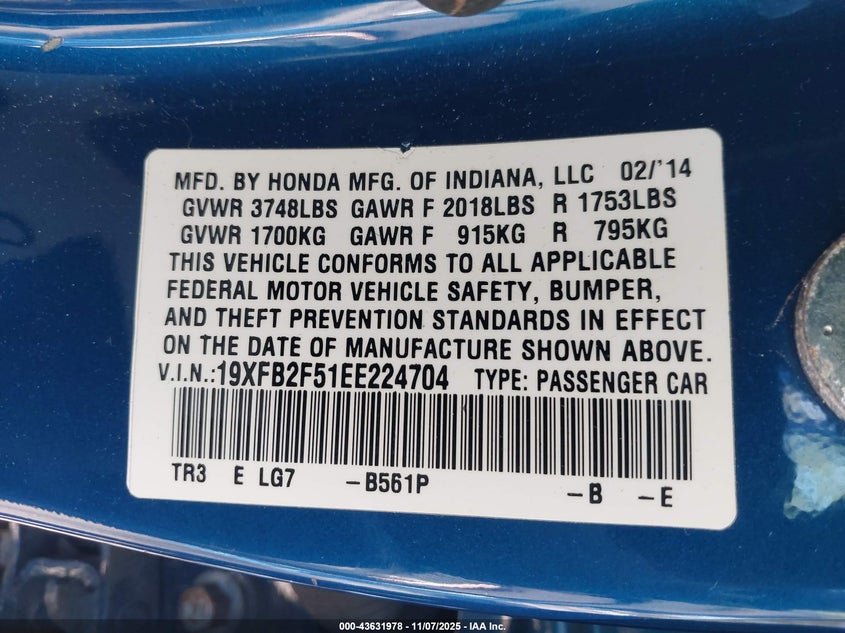 MFD. BY HONDA MFG. OF INDIANA, LLC 02/'14
GVWR 3748LBS GAWR F 2018LBS R 1753LBS
GVWR 1700KG GAWR F 915KG R 795KG
THIS VEHICLE CONFORMS TO ALL APPLICABLE
FEDERAL MOTOR VEHICLE SAFETY, BUMPER,
AND THEFT PREVENTION STANDARDS IN EFFECT
ON THE DATE OF MANUFACTURE SHOWN ABOVE.
V.I.N.:19XFB2F51EE224704 TYPE: PASSENGER CAR
TR3 E LG7 -B561P -B -E
000-43631978 - 11/07/2025 - IAA Inc.